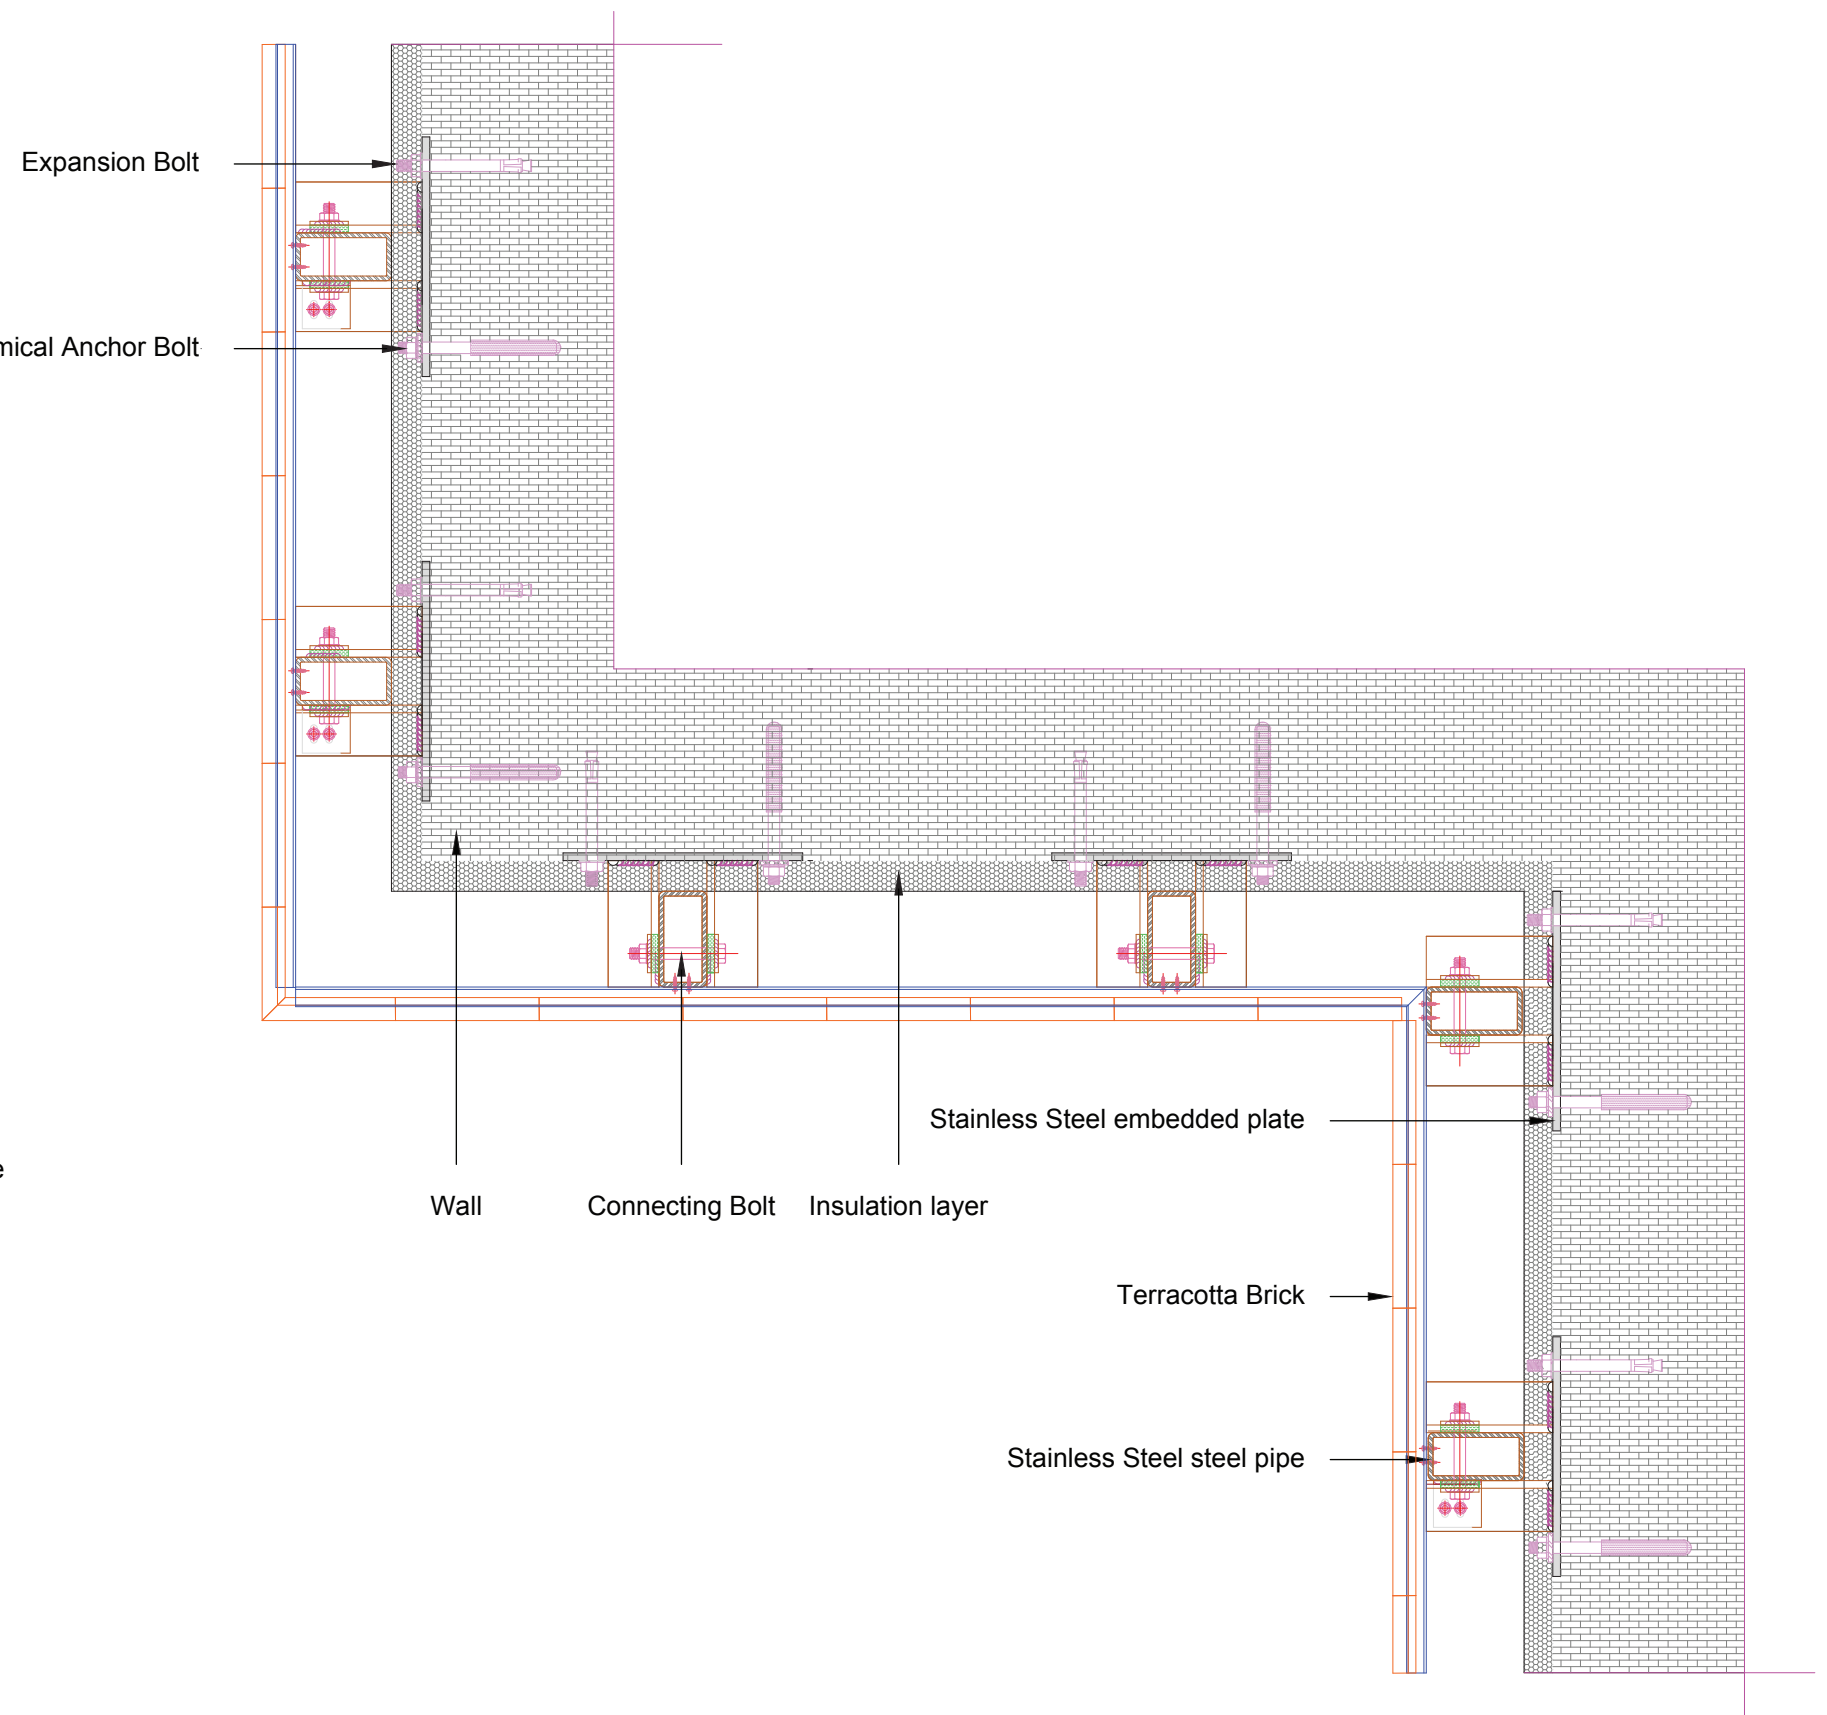 Expansion Bolt
mical Anchor Bolt
Stainless Steel embedded plate
e
Wall
Connecting Bolt
Insulation layer
Terracotta Brick
Stainless Steel steel pipe